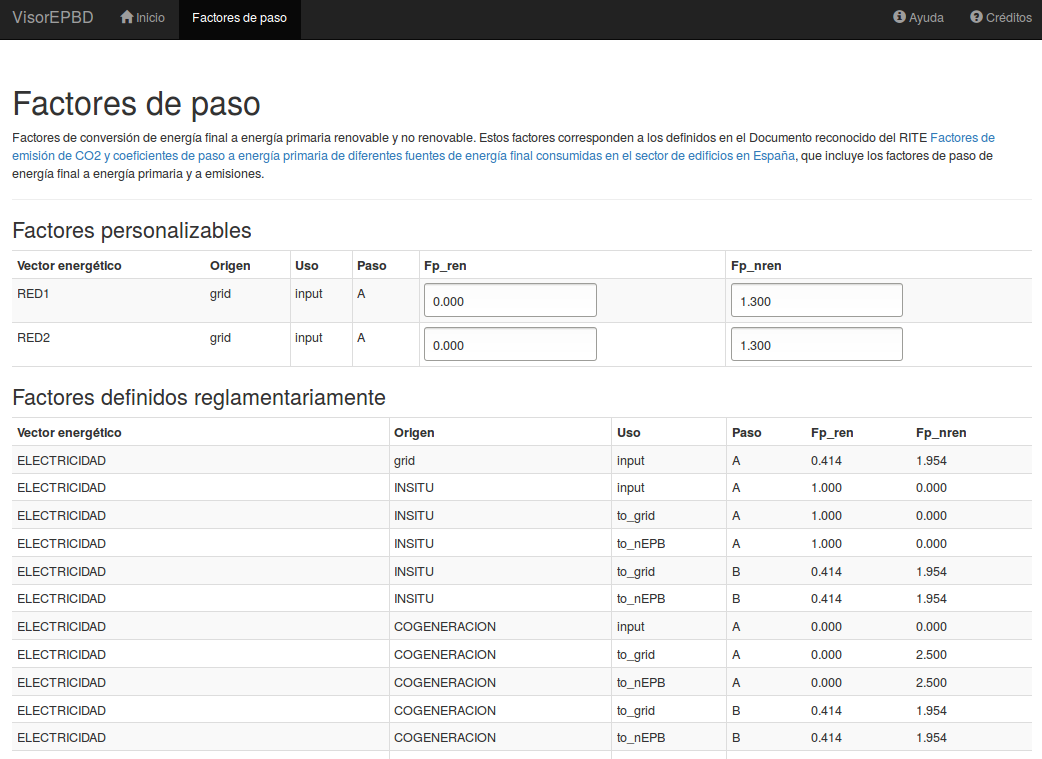 VisorEPBD Inicio Factores de paso Ayuda Créditos
Factores de paso
Factores de conversión de energía final a energía primaria renovable y no renovable. Estos factores corresponden a los definidos en el Documento reconocido del RITE Factores de
emisión de CO2 y coeficientes de paso a energía primaria de diferentes fuentes de energía final consumidas en el sector de edificios en España, que incluye los factores de paso de
energía final a energía primaria y a emisiones.
Factores personalizables
Vector energético Origen Uso Paso Fp_ren Fp_nren
RED1 grid input A 0.000 1.300
RED2 grid input A 0.000 1.300
Factores definidos reglamentariamente
Vector energético Origen Uso Paso Fp_ren Fp_nren
ELECTRICIDAD grid input A 0.414 1.954
ELECTRICIDAD INSITU input A 1.000 0.000
ELECTRICIDAD INSITU to_grid A 1.000 0.000
ELECTRICIDAD INSITU to_nEPB A 1.000 0.000
ELECTRICIDAD INSITU to_grid B 0.414 1.954
ELECTRICIDAD INSITU to_nEPB B 0.414 1.954
ELECTRICIDAD COGENERACION input A 0.000 0.000
ELECTRICIDAD COGENERACION to_grid A 0.000 2.500
ELECTRICIDAD COGENERACION to_nEPB A 0.000 2.500
ELECTRICIDAD COGENERACION to_grid B 0.414 1.954
ELECTRICIDAD COGENERACION to_nEPB B 0.414 1.954